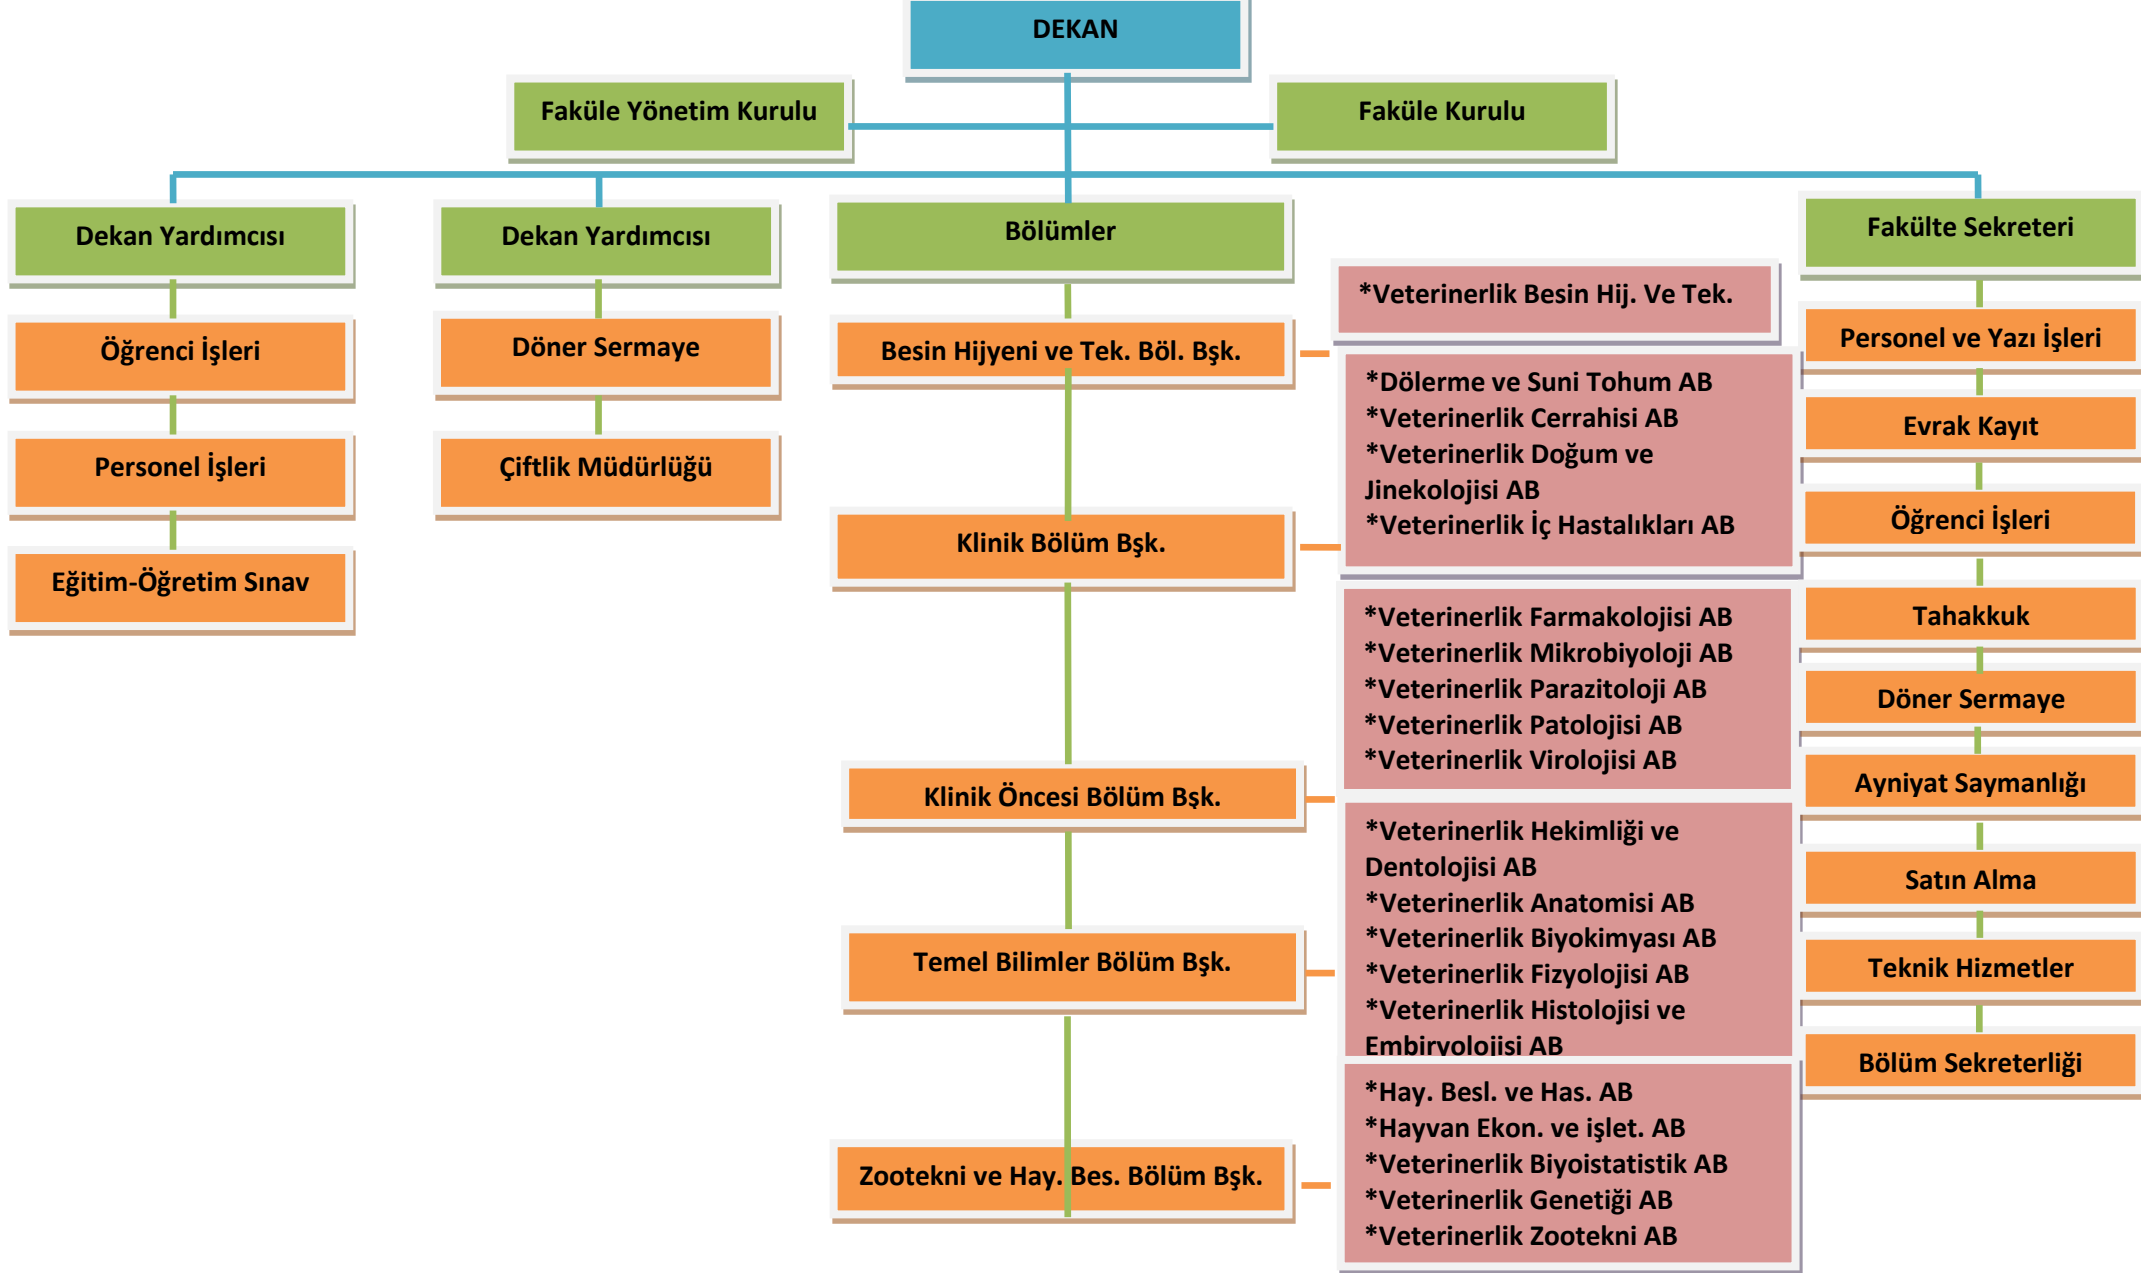 DEKAN
Faküle Yönetim Kurulu
Faküle Kurulu
Dekan Yardımcısı
Öğrenci İşleri
Personel İşleri
Eğitim-Öğretim Sınav
Dekan Yardımcısı
Döner Sermaye
Çiftlik Müdürlüğü
Bölümler
Besin Hijyeni ve Tek. Böl. Bşk.
*Veterinerlik Besin Hij. Ve Tek.
Klinik Bölüm Bşk.
*Dölerme ve Suni Tohum AB
*Veterinerlik Cerrahisi AB
*Veterinerlik Doğum ve
Jinekolojisi AB
*Veterinerlik İç Hastalıkları AB
Klinik Öncesi Bölüm Bşk.
*Veterinerlik Farmakolojisi AB
*Veterinerlik Mikrobiyoloji AB
*Veterinerlik Parazitoloji AB
*Veterinerlik Patolojisi AB
*Veterinerlik Virolojisi AB
Temel Bilimler Bölüm Bşk.
*Veterinerlik Hekimliği ve
Dentolojisi AB
*Veterinerlik Anatomisi AB
*Veterinerlik Biyokimyası AB
*Veterinerlik Fizyolojisi AB
*Veterinerlik Histolojisi ve
Embiryolojisi AB
Zootekni ve Hay. Bes. Bölüm Bşk.
*Hay. Besl. ve Has. AB
*Hayvan Ekon. ve işlet. AB
*Veterinerlik Biyoistatistik AB
*Veterinerlik Genetiği AB
*Veterinerlik Zootekni AB
Fakülte Sekreteri
Personel ve Yazı İşleri
Evrak Kayıt
Öğrenci İşleri
Tahakkuk
Döner Sermaye
Ayniyat Saymanlığı
Satın Alma
Teknik Hizmetler
Bölüm Sekreterliği